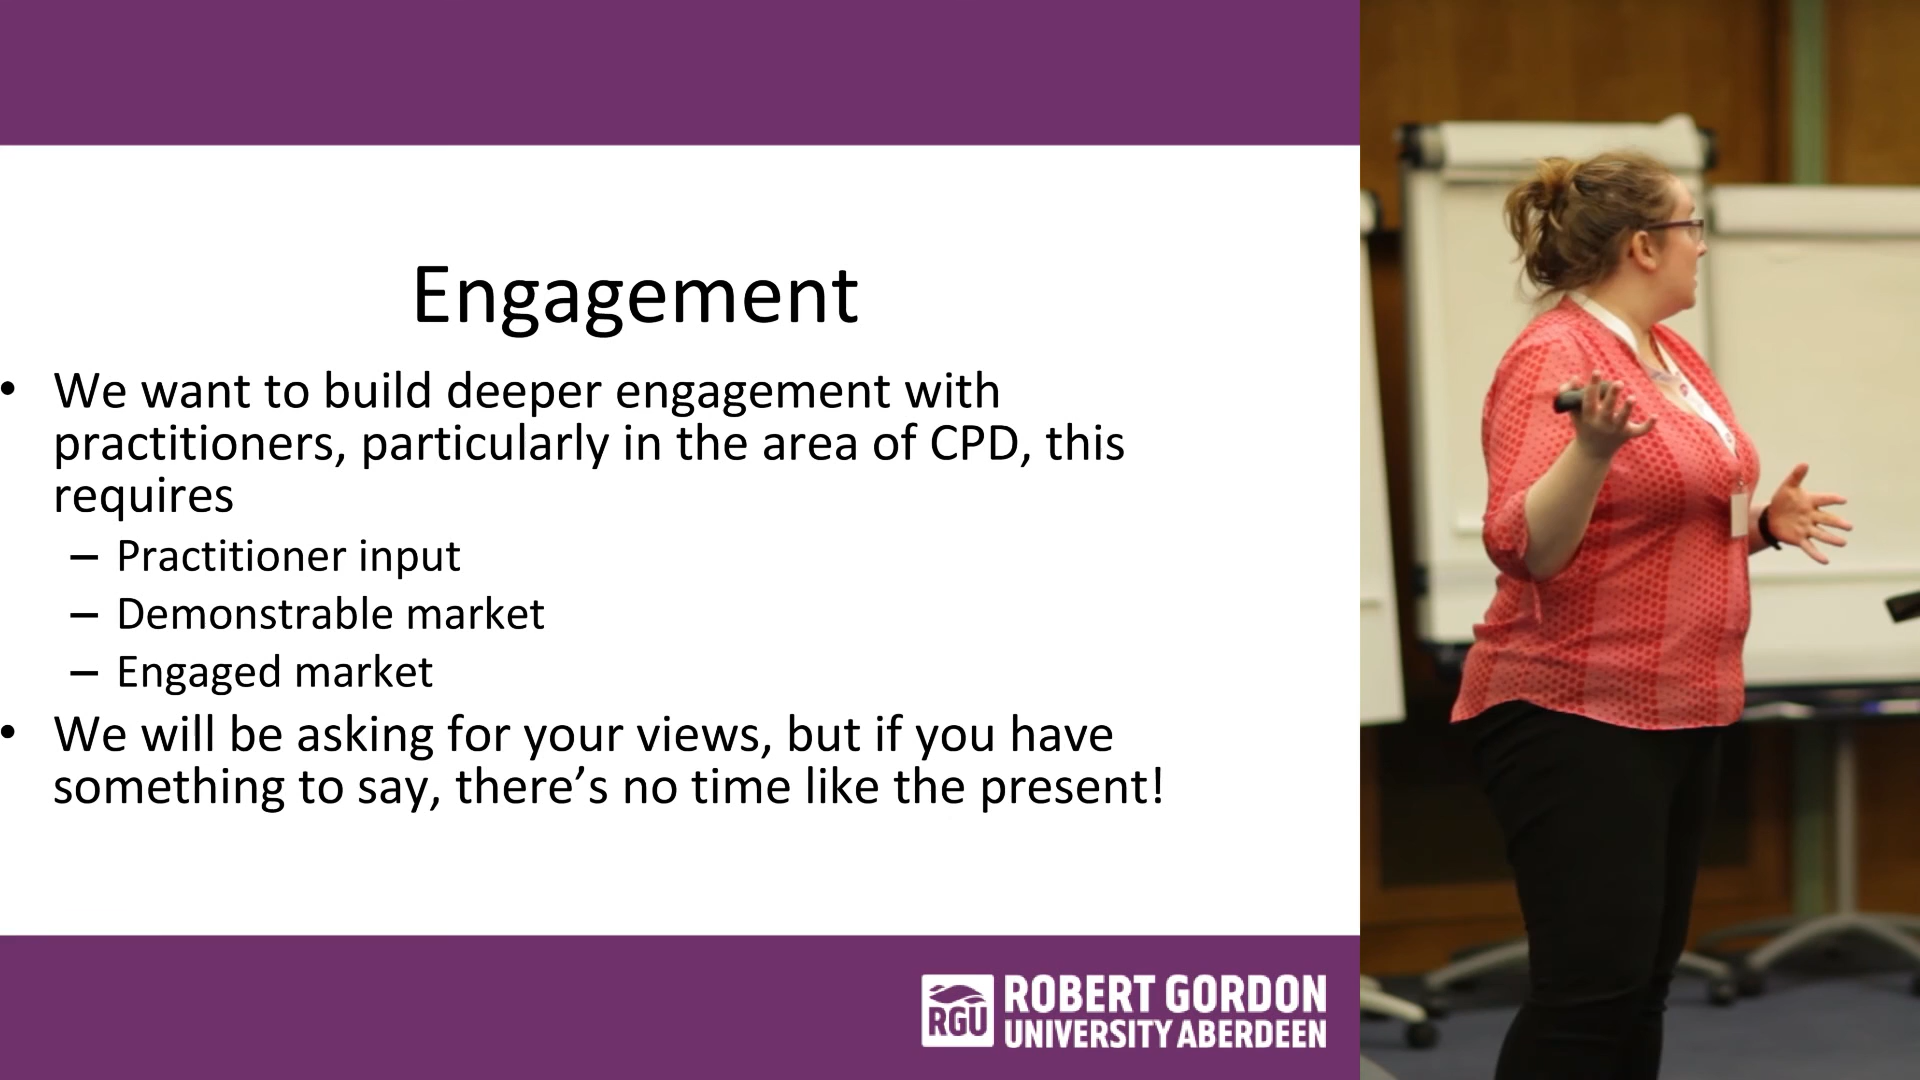 Engagement
• We want to build deeper engagement with
practitioners, particularly in the area of CPD, this
requires
– Practitioner input
– Demonstrable market
– Engaged market
• We will be asking for your views, but if you have
something to say, there’s no time like the present!
RGU
ROBERT GORDON
UNIVERSITY ABERDEEN